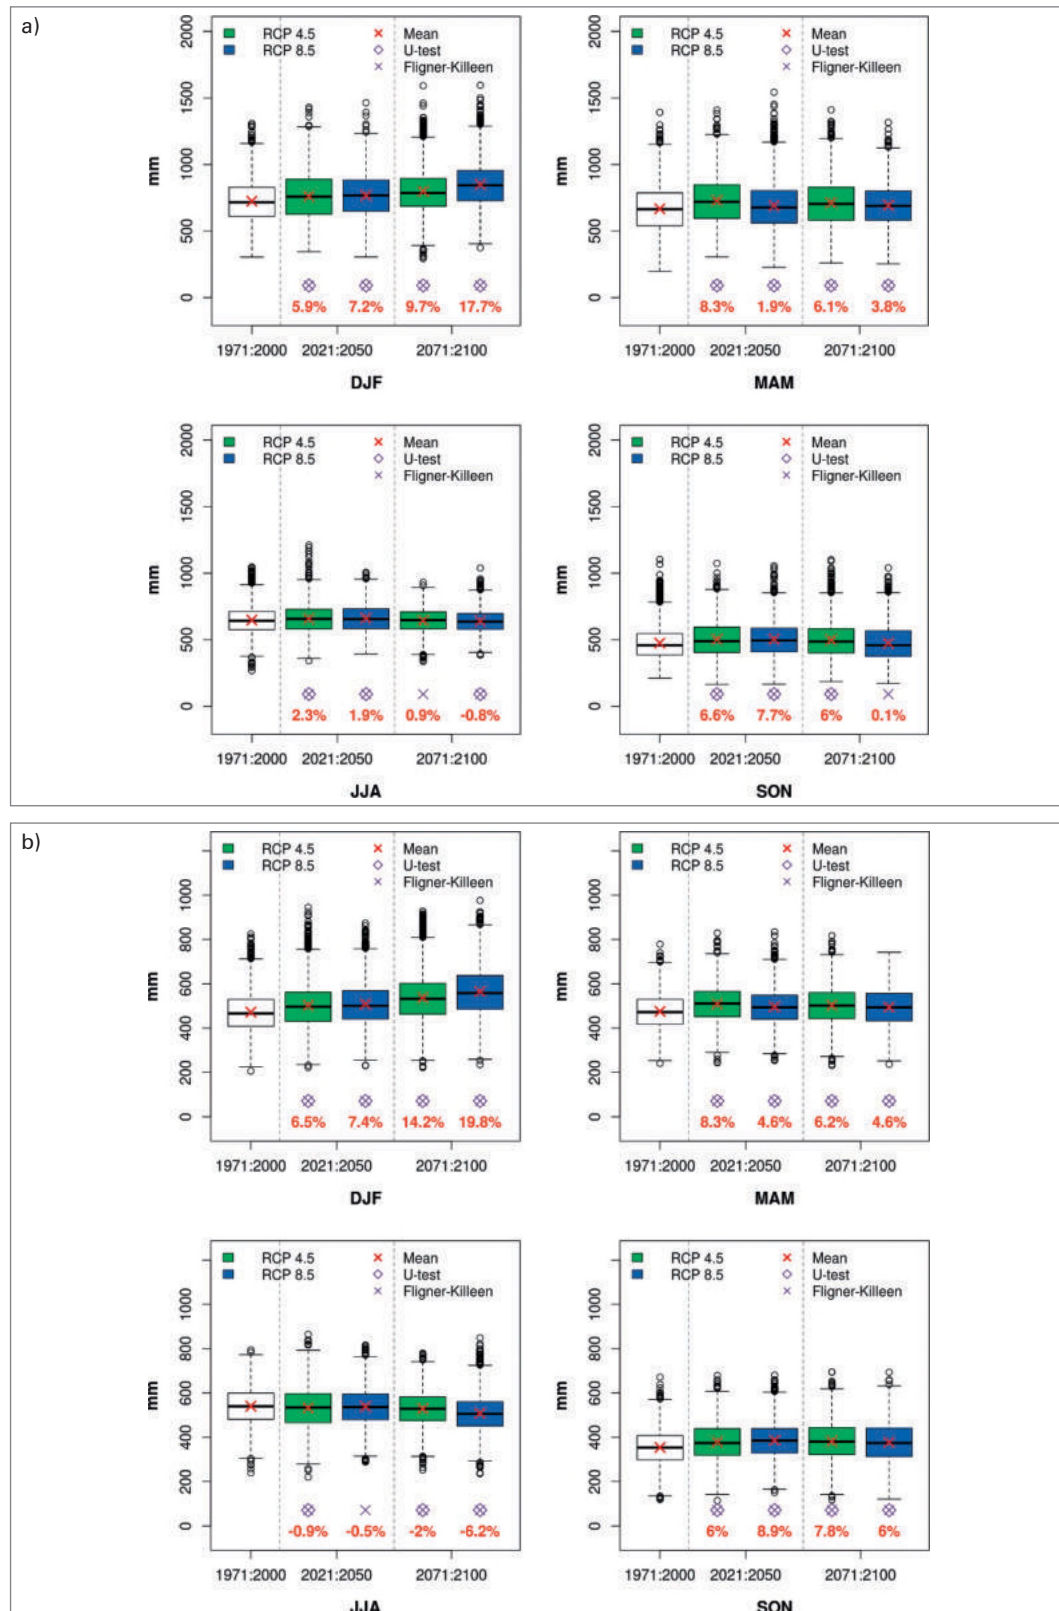 a)
RCP 4.5 Mean
RCP 8.5 U-test
Fligner-Killeen
2000
1500
1000
500
0
mm
5.9% 7.2% 9.7% 17.7%
1971:2000 2021:2050 2071:2100
DJF
RCP 4.5 Mean
RCP 8.5 U-test
Fligner-Killeen
2000
1500
1000
500
0
mm
8.3% 1.9% 6.1% 3.8%
1971:2000 2021:2050 2071:2100
MAM
RCP 4.5 Mean
RCP 8.5 U-test
Fligner-Killeen
2000
1500
1000
500
0
mm
2.3% 1.9% 0.9% -0.8%
1971:2000 2021:2050 2071:2100
JJA
RCP 4.5 Mean
RCP 8.5 U-test
Fligner-Killeen
2000
1500
1000
500
0
mm
6.6% 7.7% 6% 0.1%
1971:2000 2021:2050 2071:2100
SON
b)
RCP 4.5 Mean
RCP 8.5 U-test
Fligner-Killeen
1000
800
600
400
200
0
mm
6.5% 7.4% 14.2% 19.8%
1971:2000 2021:2050 2071:2100
DJF
RCP 4.5 Mean
RCP 8.5 U-test
Fligner-Killeen
1000
800
600
400
200
0
mm
8.3% 4.6% 6.2% 4.6%
1971:2000 2021:2050 2071:2100
MAM
RCP 4.5 Mean
RCP 8.5 U-test
Fligner-Killeen
1000
800
600
400
200
0
mm
-0.9% -0.5% -2% -6.2%
1971:2000 2021:2050 2071:2100
JJA
RCP 4.5 Mean
RCP 8.5 U-test
Fligner-Killeen
1000
800
600
400
200
0
mm
6% 8.9% 7.8% 6%
1971:2000 2021:2050 2071:2100
SON